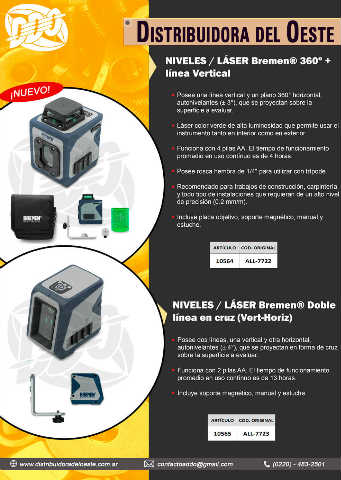 DDO
DISTRIBUIDORA DEL OESTE
¡NUEVO!
NIVELES / LÁSER Bremen® 360º +
línea Vertical
Posee una línea vertical y un plano 360° horizontal,
autonivelantes (± 3°), que se proyectan sobre la
superficie a evaluar.
Láser color verde de alta luminosidad que permite usar el
instrumento tanto en interior como en exterior.
Funciona con 4 pilas AA. El tiempo de funcionamiento
promedio en uso continuo es de 4 horas.
Posee rosca hembra de 1/4" para utilizar con trípode.
Recomendado para trabajos de construcción, carpintería
y todo tipo de instalaciones que requieran de un alto nivel
de precisión (0.2 mm/m).
Incluye placa objetivo, soporte magnético, manual y
estuche.
BREMEN
ARTÍCULO COD. ORIGINAL
10564 ALL-7722
NIVELES / LÁSER Bremen® Doble
línea en cruz (Vert-Horiz)
Posee dos líneas, una vertical y otra horizontal,
autonivelantes (± 4°), que se proyectan en forma de cruz
sobre la superficie a evaluar.
Funciona con 2 pilas AA. El tiempo de funcionamiento
promedio en uso continuo es de 13 horas.
Incluye soporte magnético, manual y estuche.
BREMEN
ARTÍCULO COD. ORIGINAL
10565 ALL-7723
www.distribuidoradeloeste.com.ar contactoddo@gmail.com (0220) - 483-2501